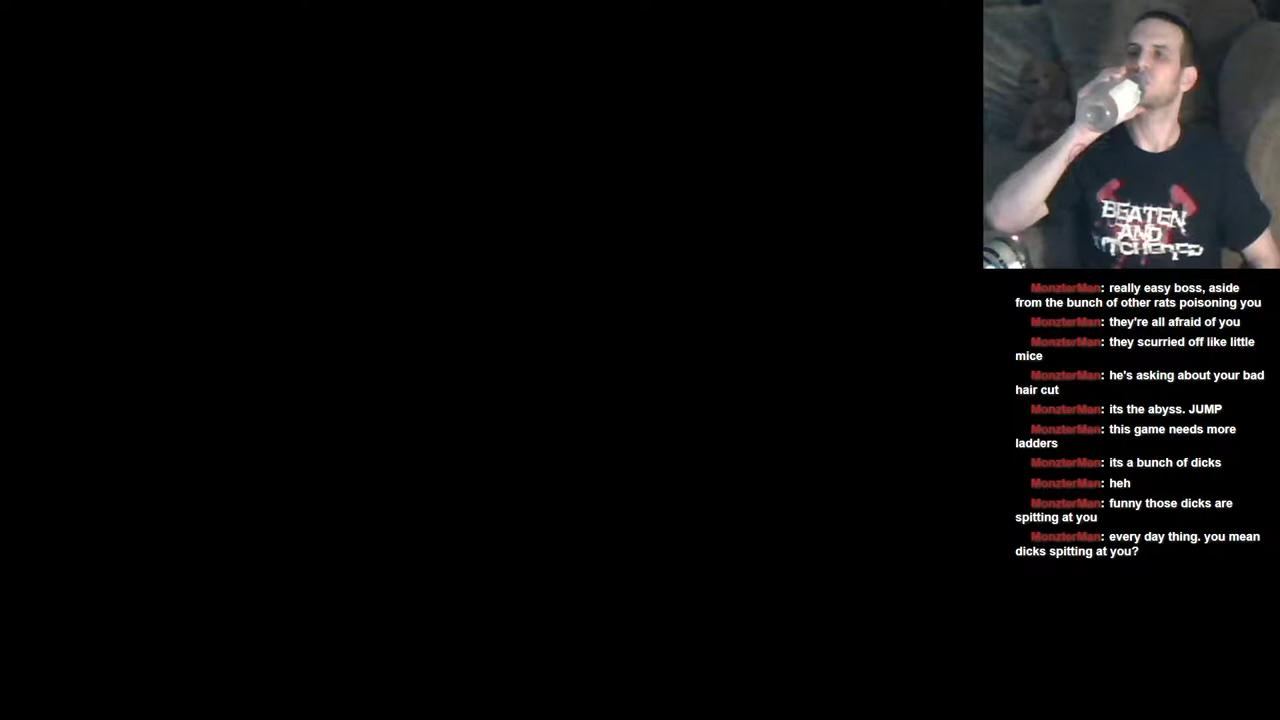 BEATEN
AND
MonzterMan: really easy boss, aside
from the bunch of other rats poisoning you
MonzterMan: they're all afraid of you
MonzterMan: they scurried off like little
mice
MonzterMan: he's asking about your bad
hair cut
MonzterMan: its the abyss. JUMP
MonzterMan: this game needs more
ladders
MonzterMan: its a bunch of dicks
MonzterMan: heh
MonzterMan: funny those dicks are
spitting at you
MonzterMan: every day thing. you mean
dicks spitting at you?